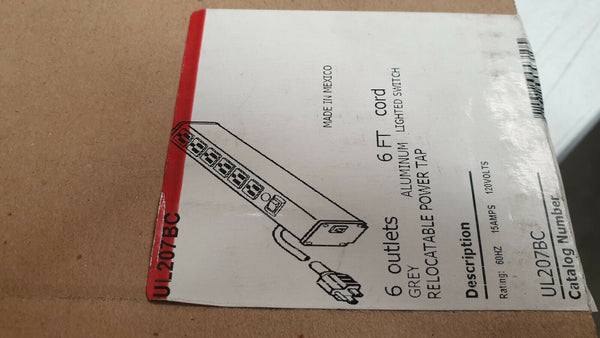 UL207BC
MADE IN MEXICO
6 outlets 6 FT cord
GREY ALUMINUM LIGHTED SWITCH
RELOCATABLE POWER TAP
Description
Rating: 60HZ 15AMPS 120VOLTS
UL207BC
Catalog Number